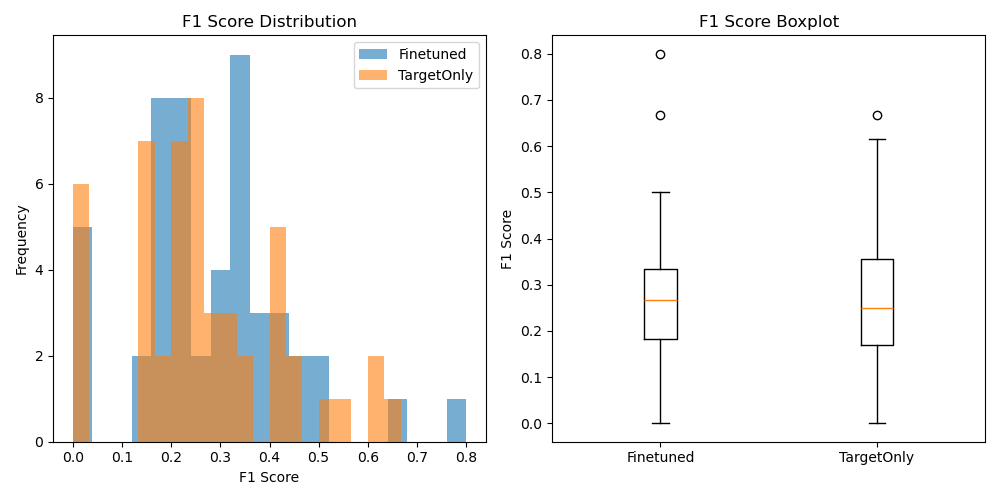 F1 Score Distribution
Finetuned
TargetOnly
Frequency
8
6
4
2
0
0.0 0.1 0.2 0.3 0.4 0.5 0.6 0.7 0.8
F1 Score
F1 Score Boxplot
F1 Score
0.8
0.7
0.6
0.5
0.4
0.3
0.2
0.1
0.0
Finetuned TargetOnly